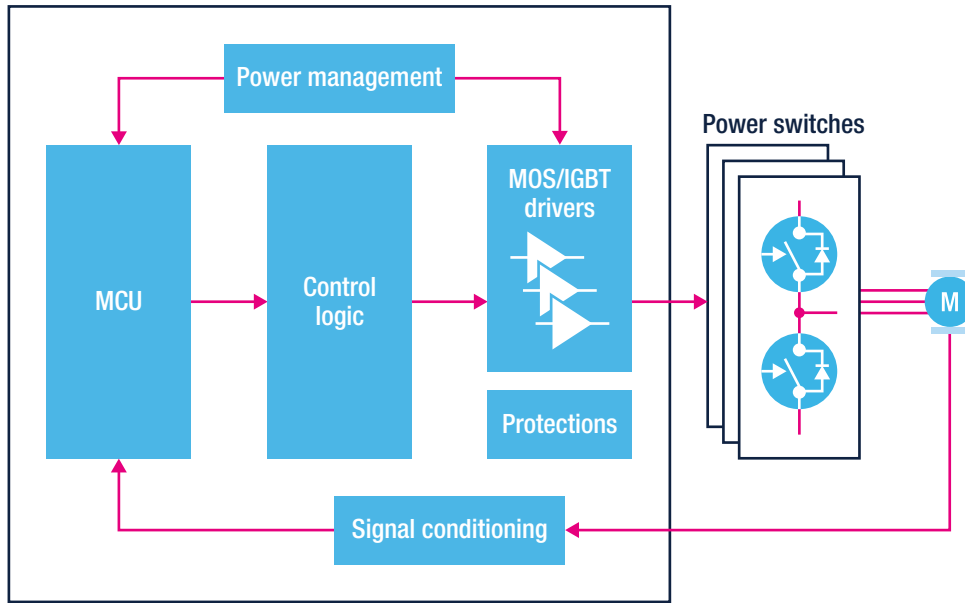 Power management
Power switches
MCU
Control
logic
MOS/IGBT
drivers
M
Protections
Signal conditioning